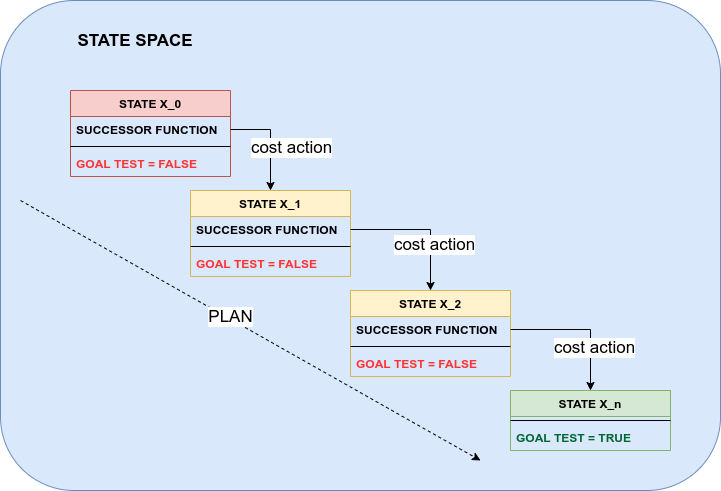 STATE SPACE
STATE X_0
SUCCESSOR FUNCTION
cost action
GOAL TEST = FALSE
STATE X_1
SUCCESSOR FUNCTION
cost action
GOAL TEST = FALSE
STATE X_2
PLAN
SUCCESSOR FUNCTION
cost action
GOAL TEST = FALSE
STATE X_n
GOAL TEST = TRUE